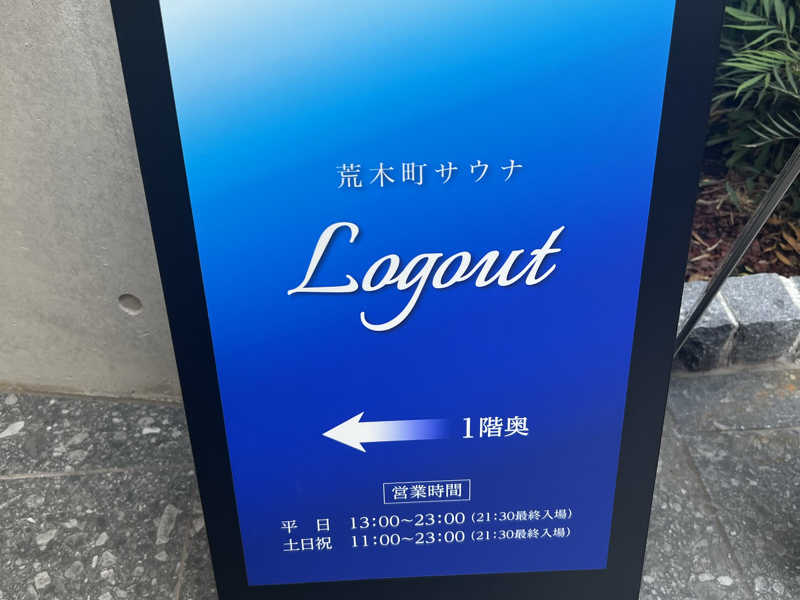 荒木町サウナ
Logout
1階奥
営業時間
平 日 13:00~23:00(21:30最終入場)
土日祝 11:00~23:00(21:30最終入場)